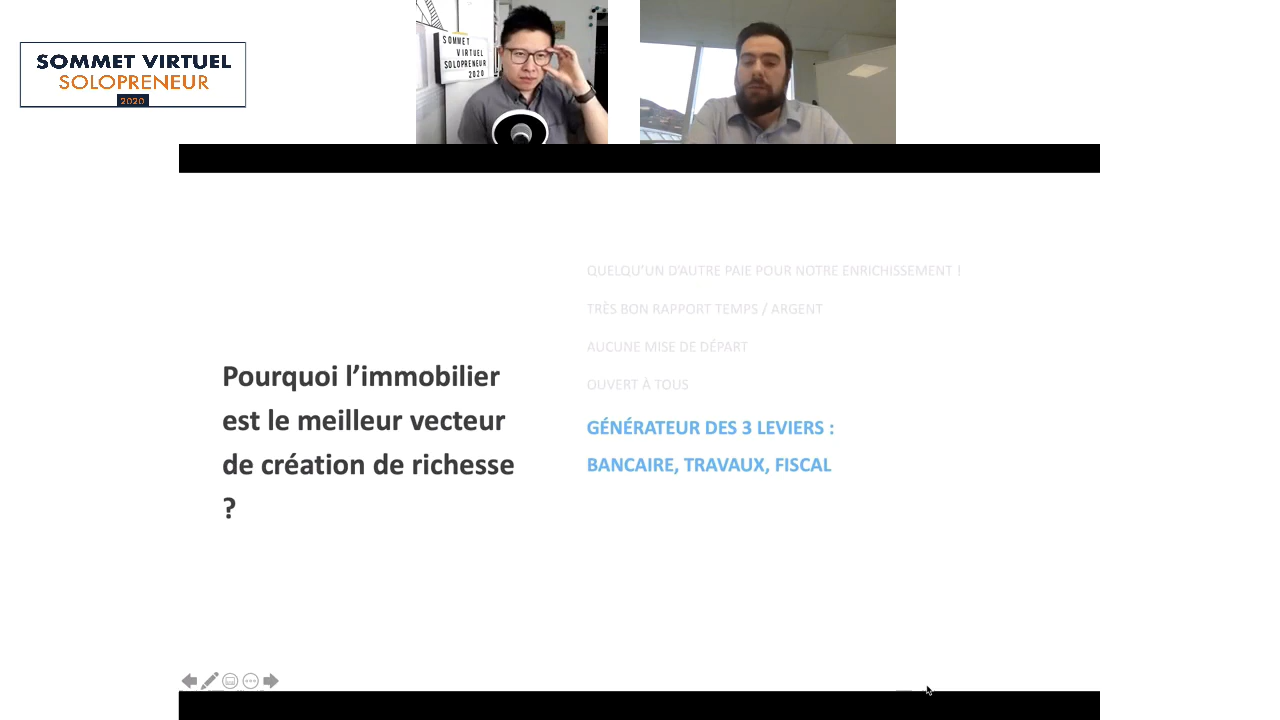 SOMMET VIRTUEL
SOLOPRENEUR
2020
SOMMET
VIRTUEL
SOLOPRENEUR
2020
QUELQU'UN D'AUTRE PAIE POUR NOTRE ENRICHISSEMENT !
TRÈS BON RAPPORT TEMPS / ARGENT
AUCUNE MISE DE DÉPART
OUVERT À TOUS
Pourquoi l’immobilier
est le meilleur vecteur
de création de richesse
?
GÉNÉRATEUR DES 3 LEVIERS :
BANCAIRE, TRAVAUX, FISCAL